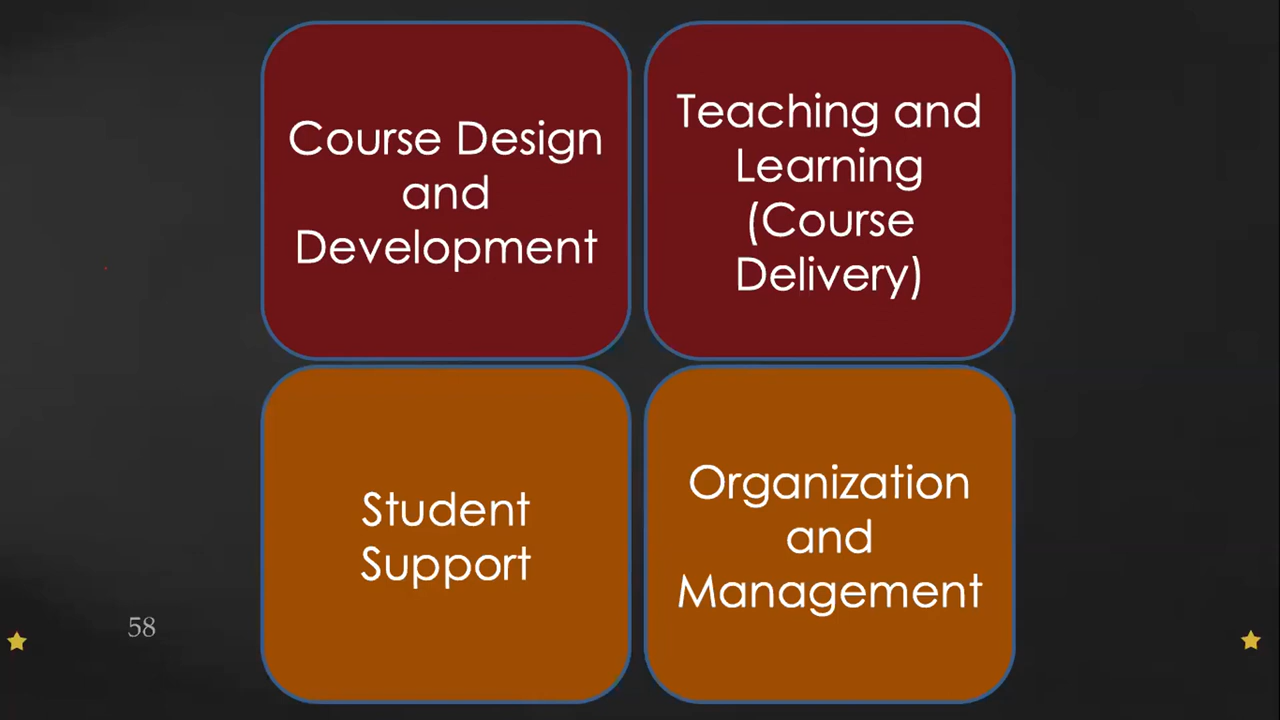 Course Design
and
Development
Teaching and
Learning
(Course
Delivery)
Student
Support
Organization
and
Management
58